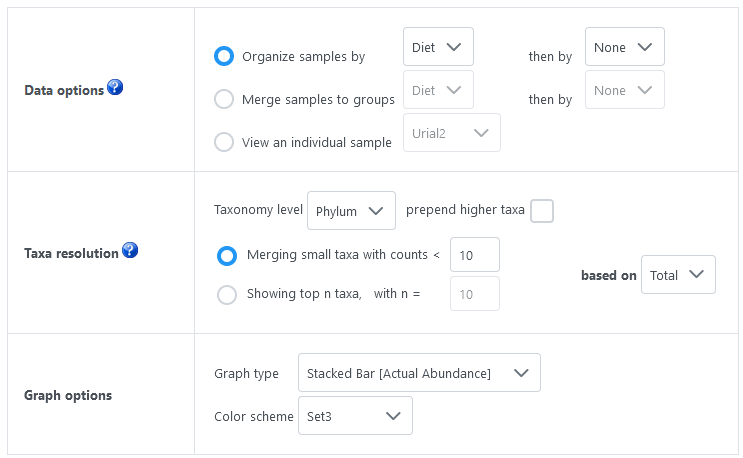 Data options ?
Organize samples by Diet then by None
Merge samples to groups Diet then by None
View an individual sample Urial2
Taxa resolution ?
Taxonomy level Phylum prepend higher taxa
Merging small taxa with counts < 10
Showing top n taxa, with n = 10
based on Total
Graph options
Graph type Stacked Bar [Actual Abundance]
Color scheme Set3